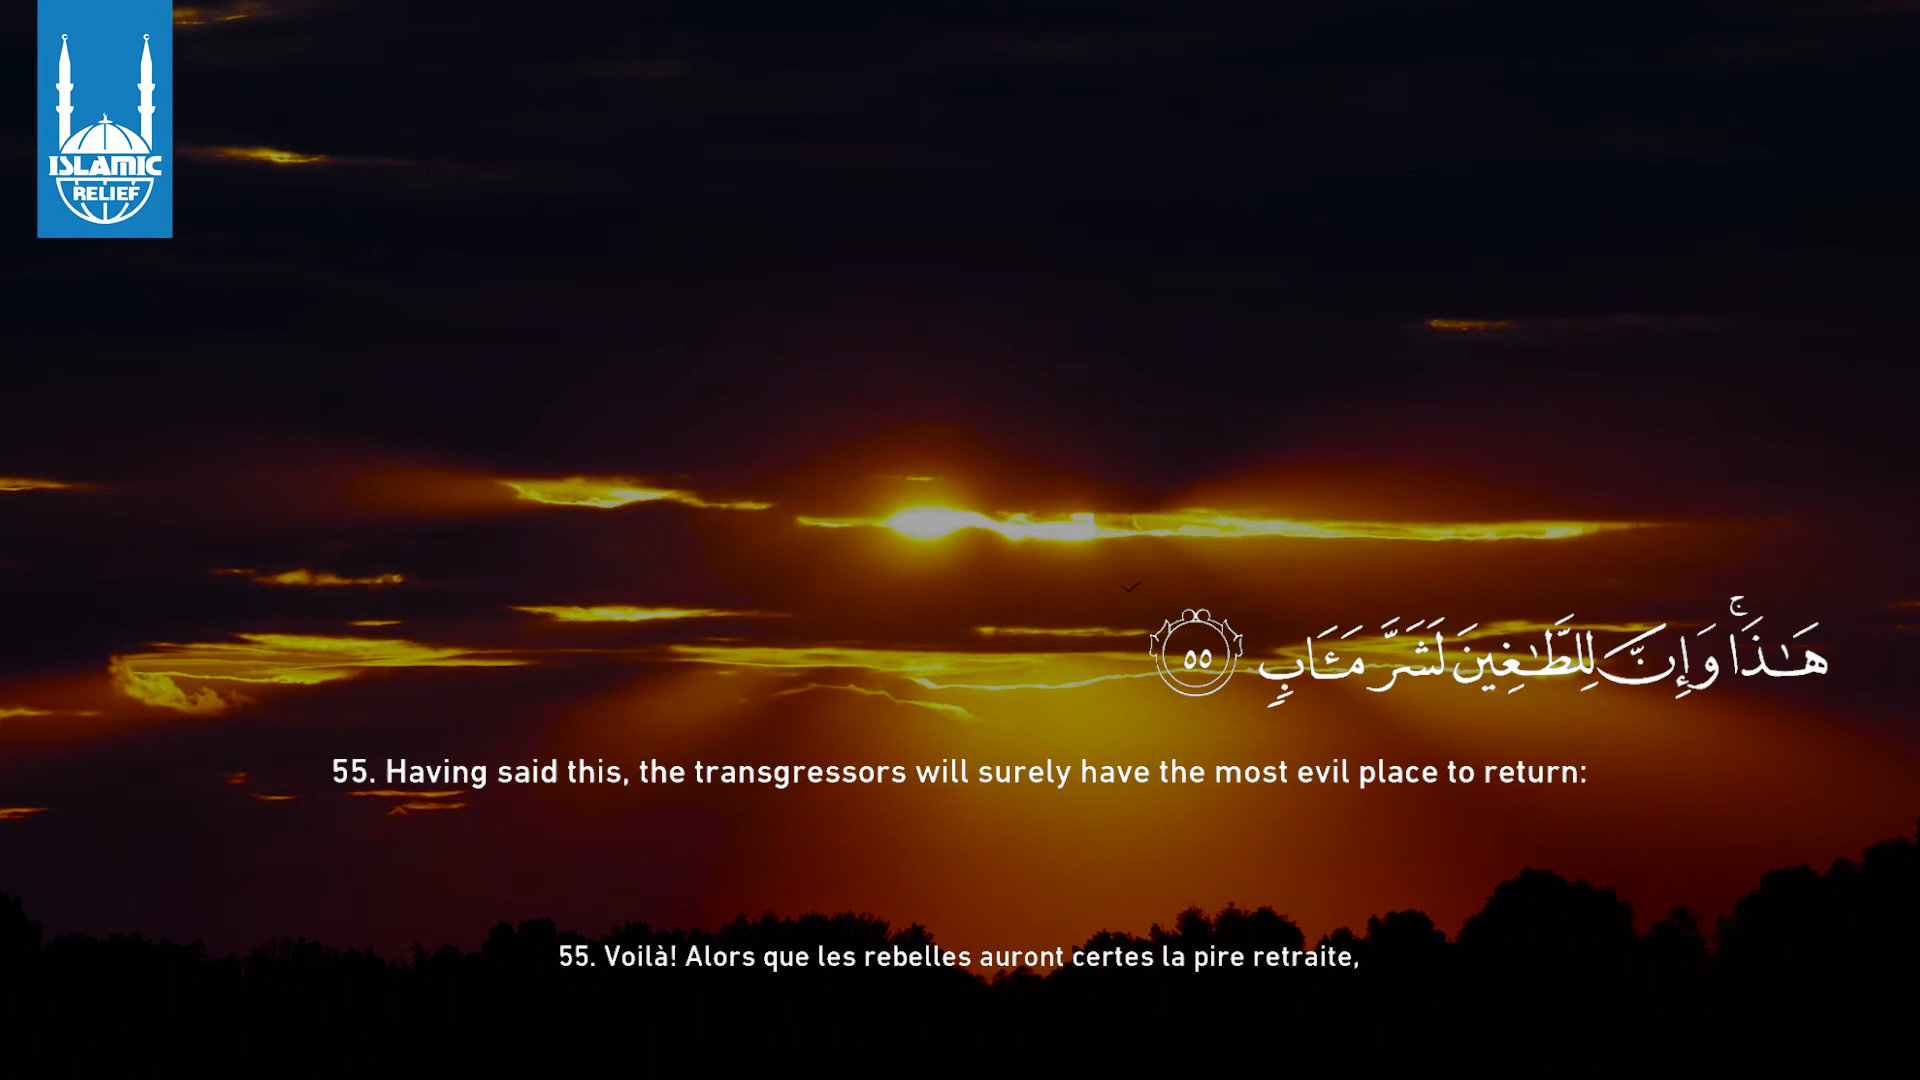 ISLAMIC
RELIEF
هَـٰذَا ۚ وَإِنَّ لِلطَّـٰغِينَ لَشَرَّ مَـَٔابٍ ٥٥
55. Having said this, the transgressors will surely have the most evil place to return:
55. Voilà! Alors que les rebelles auront certes la pire retraite,